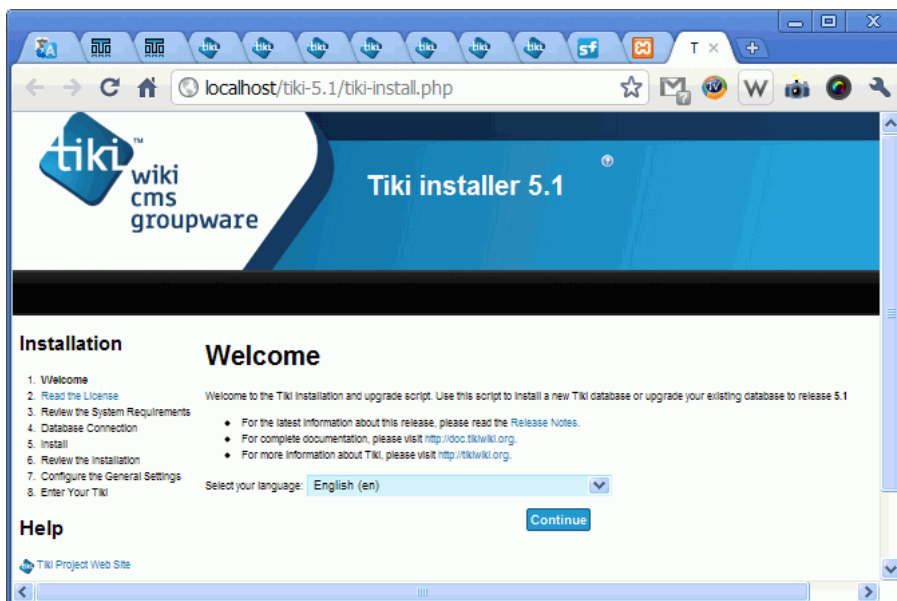 sf
T
localhost/tiki-5.1/tiki-install.php
W
tiki™
wiki
cms
groupware
Tiki installer 5.1
Installation
1. Welcome
2. Read the License
3. Review the System Requirements
4. Database Connection
5. Install
6. Review the Installation
7. Configure the General Settings
8. Enter Your Tiki
Help
Tiki Project Web Site
Welcome
Welcome to the Tiki installation and upgrade script. Use this script to install a new Tiki database or upgrade your existing database to release 5.1
For the latest information about this release, please read the Release Notes.
For complete documentation, please visit http://doc.tikiwiki.org.
For more information about Tiki, please visit http://tikiwiki.org.
Select your language: English (en)
Continue